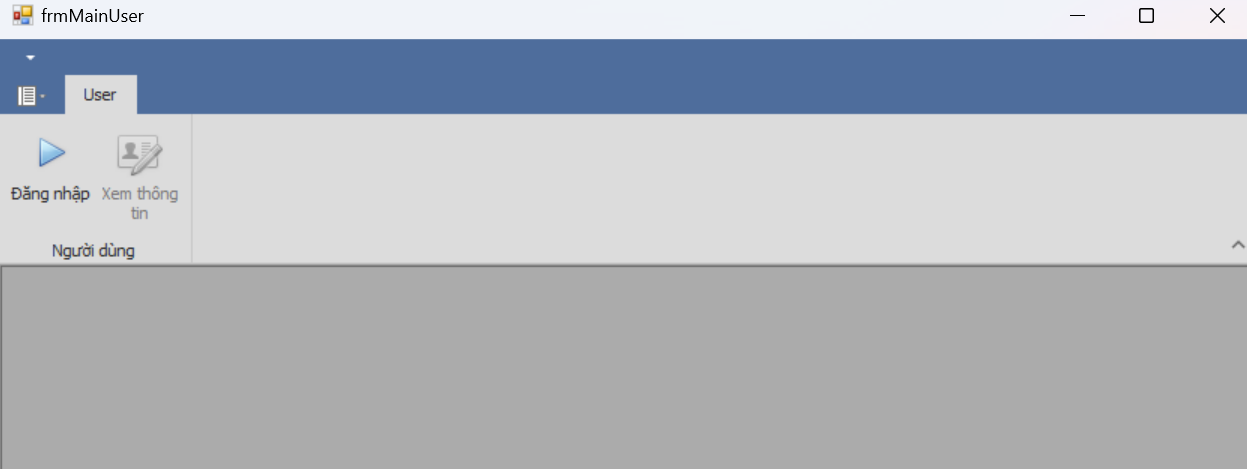 frmMainUser
User
Đăng nhập
Xem thông
tin
Người dùng